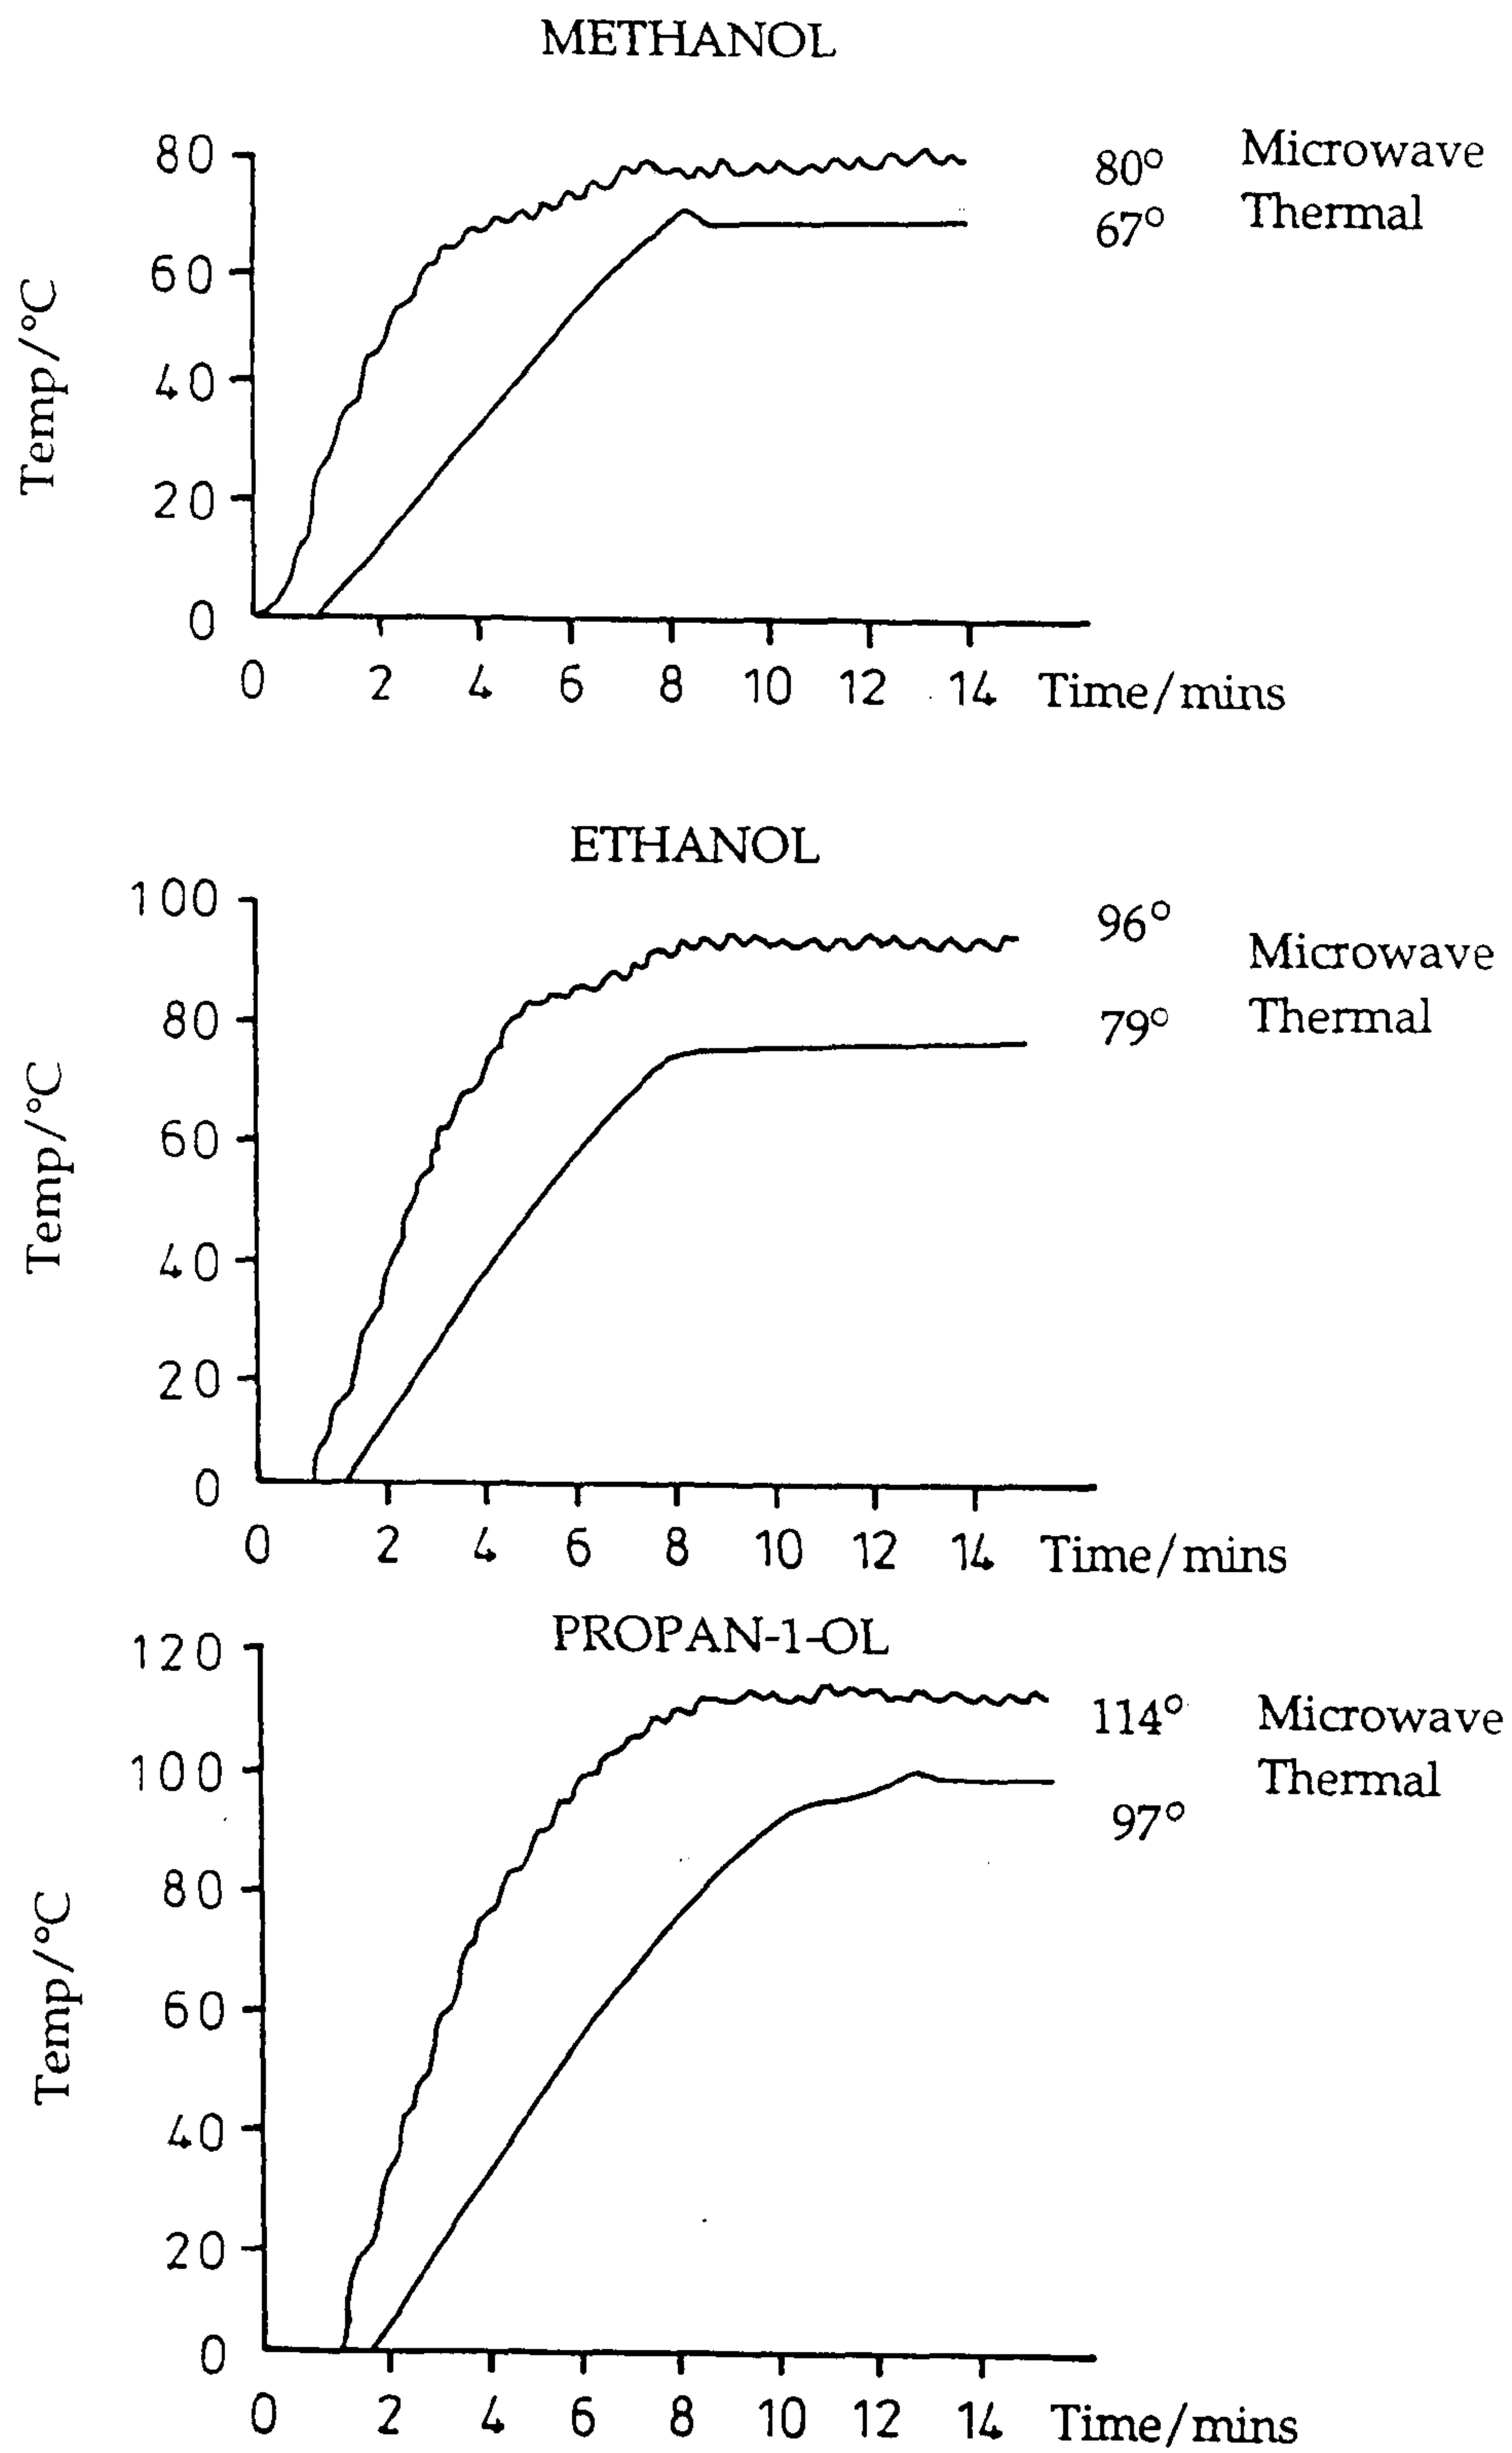 METHANOL
80
60
40
20
0
Temp/°C
0 2 4 6 8 10 12 14 Time/mins
80° Microwave
67° Thermal
ETHANOL
100
80
60
40
20
0
Temp/°C
0 2 4 6 8 10 12 14 Time/mins
96°
Microwave
79° Thermal
PROPAN-1-OL
120
100
80
60
40
20
0
Temp/°C
0 2 4 6 8 10 12 14 Time/mins
114° Microwave
Thermal
97°